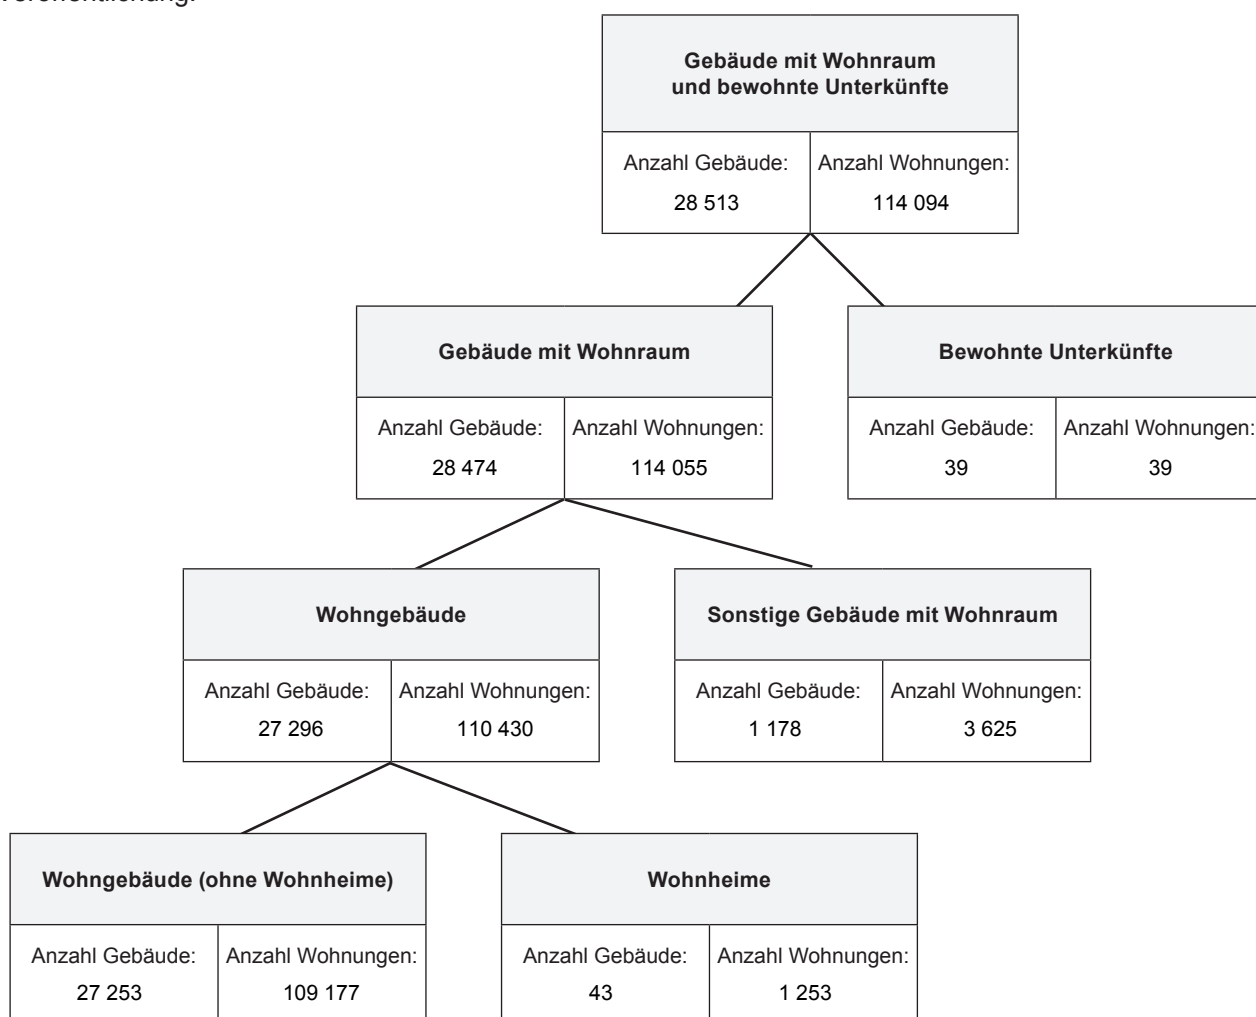 Veröffentlichung.
Gebäude mit Wohnraum
und bewohnte Unterkünfte
Anzahl Gebäude: Anzahl Wohnungen:
28 513 114 094
Gebäude mit Wohnraum Bewohnte Unterkünfte
Anzahl Gebäude: Anzahl Wohnungen: Anzahl Gebäude: Anzahl Wohnungen:
28 474 114 055 39 39
Wohngebäude Sonstige Gebäude mit Wohnraum
Anzahl Gebäude: Anzahl Wohnungen: Anzahl Gebäude: Anzahl Wohnungen:
27 296 110 430 1 178 3 625
Wohngebäude (ohne Wohnheime) Wohnheime
Anzahl Gebäude: Anzahl Wohnungen: Anzahl Gebäude: Anzahl Wohnungen:
27 253 109 177 43 1 253